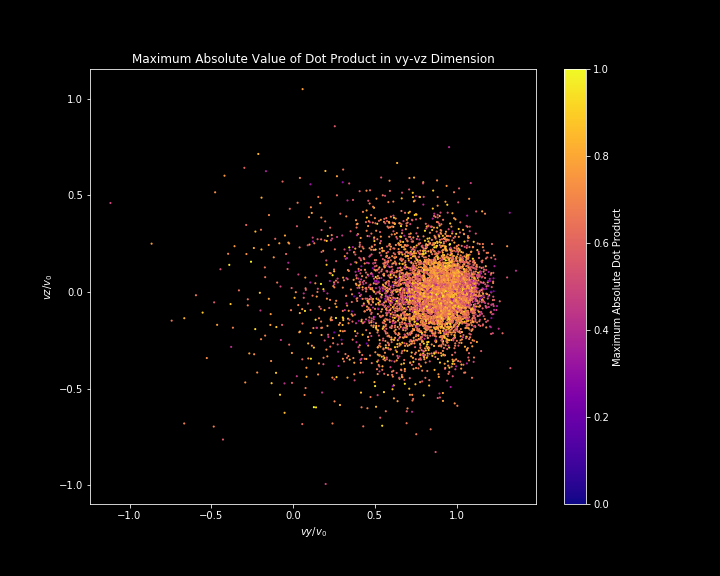 Maximum Absolute Value of Dot Product in vy-vz Dimension
1.0
0.5
0.0
−0.5
−1.0
vz/v₀
−1.0 −0.5 0.0 0.5 1.0
vy/v₀
1.0
0.8
0.6
0.4
0.2
0.0
Maximum Absolute Dot Product